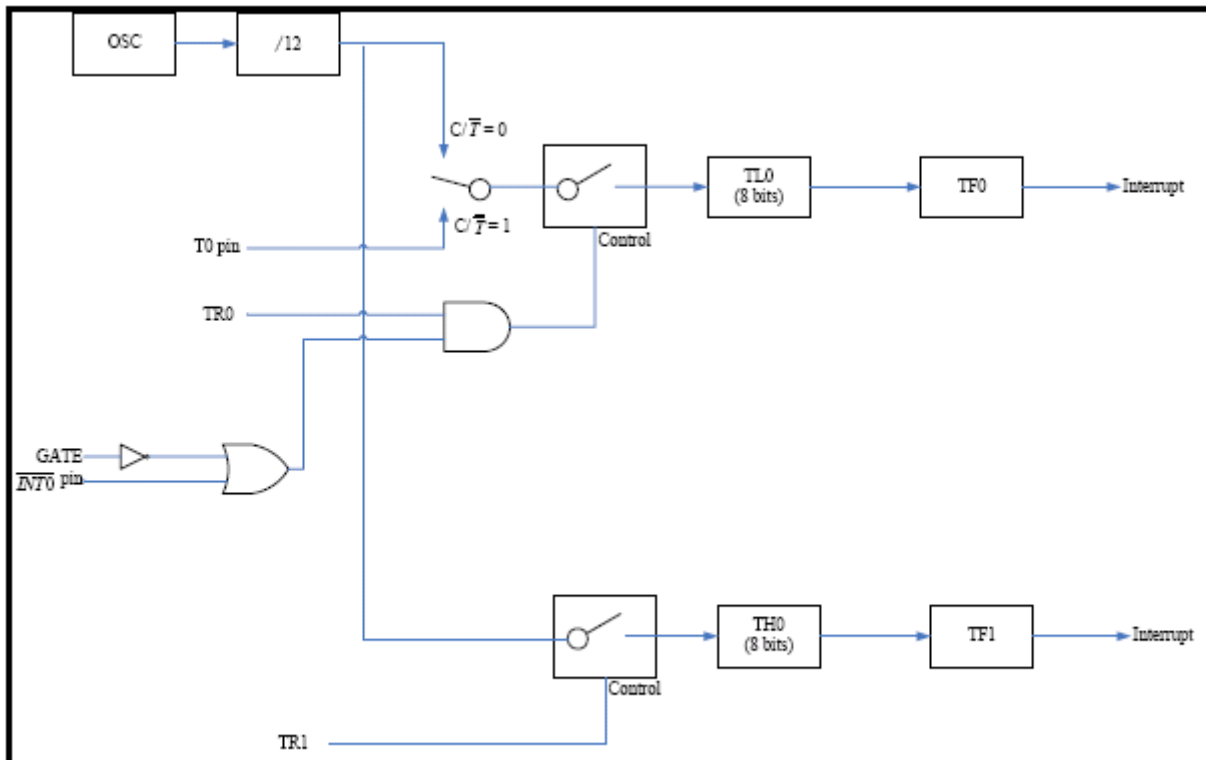 OSC
/12
C/T̅ = 0
TL0
(8 bits)
TF0
Interrupt
C/T̅ = 1
T0 pin
Control
TR0
GATE
I̅N̅T̅0̅ pin
TH0
(8 bits)
TF1
Interrupt
Control
TR1